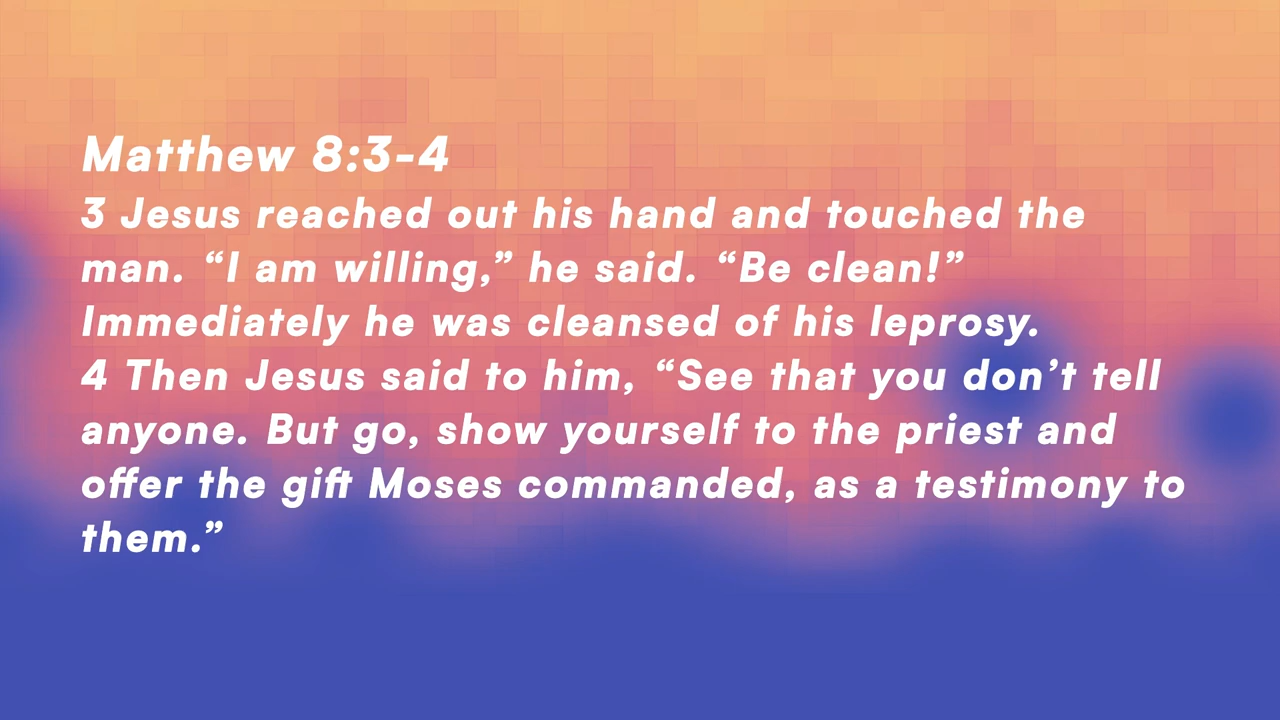 Matthew 8:3-4
3 Jesus reached out his hand and touched the
man. “I am willing,” he said. “Be clean!”
Immediately he was cleansed of his leprosy.
4 Then Jesus said to him, “See that you don’t tell
anyone. But go, show yourself to the priest and
offer the gift Moses commanded, as a testimony to
them.”